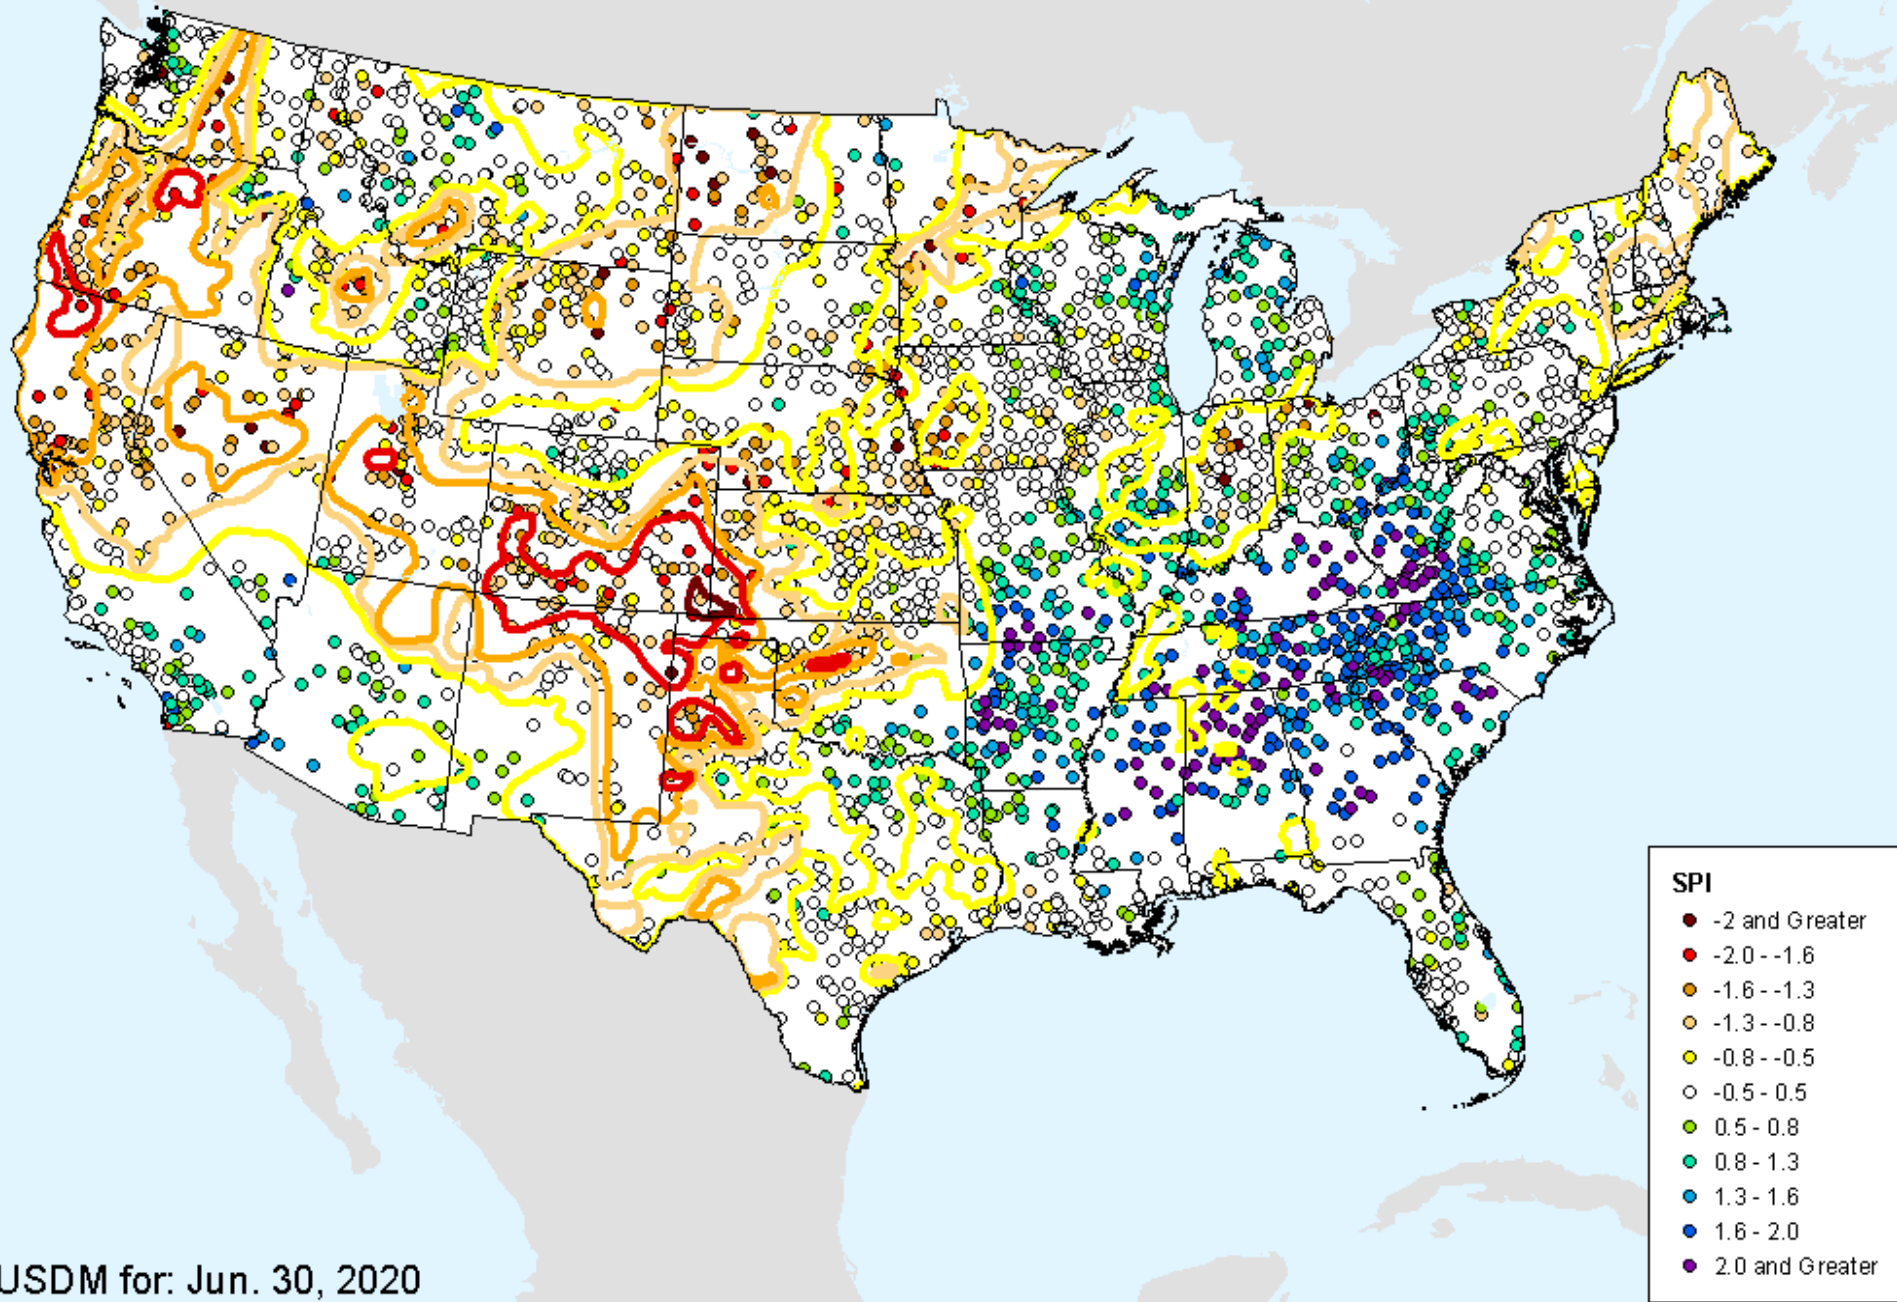 SPI
-2 and Greater
-2.0 - -1.6
-1.6 - -1.3
-1.3 - -0.8
-0.8 - -0.5
-0.5 - 0.5
0.5 - 0.8
0.8 - 1.3
1.3 - 1.6
1.6 - 2.0
2.0 and Greater
USDM for: Jun. 30, 2020